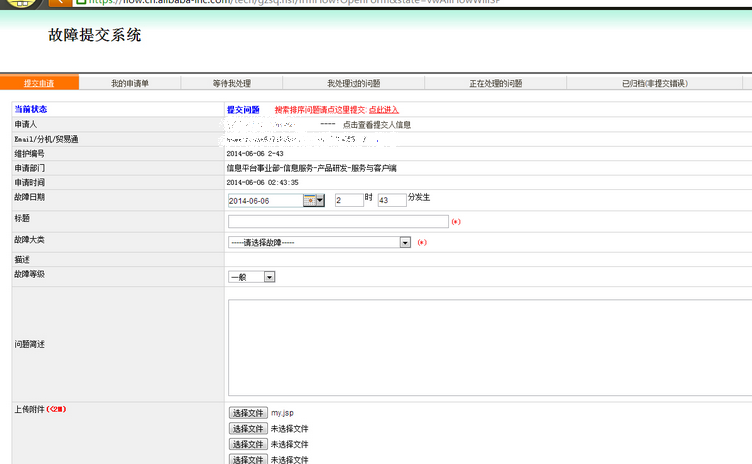 https://flow.cn.alibaba-inc.com/tech/gzsq.nsf/frmFlow?OpenForm&state=
故障提交系统
提交申请 我的申请单 等待我处理 我处理过的问题 正在处理的问题 已归档(非提交错误)
当前状态 提交问题 搜索排序问题请点这里提交: 点此进入
申请人 ---- 点击查看提交人信息
Email/分机/贸易通
维护编号 2014-06-06 2-43
申请部门 信息平台事业部-信息服务-产品研发-服务与客户端
申请时间 2014-06-06 02:43:35
故障日期 2014-06-06 2 时 43 分发生
标题 (*)
故障大类 -----请选择故障----- (*)
描述
故障等级 一般
问题简述
上传附件(<2M) 选择文件 my.jsp
选择文件 未选择文件
选择文件 未选择文件
选择文件 未选择文件